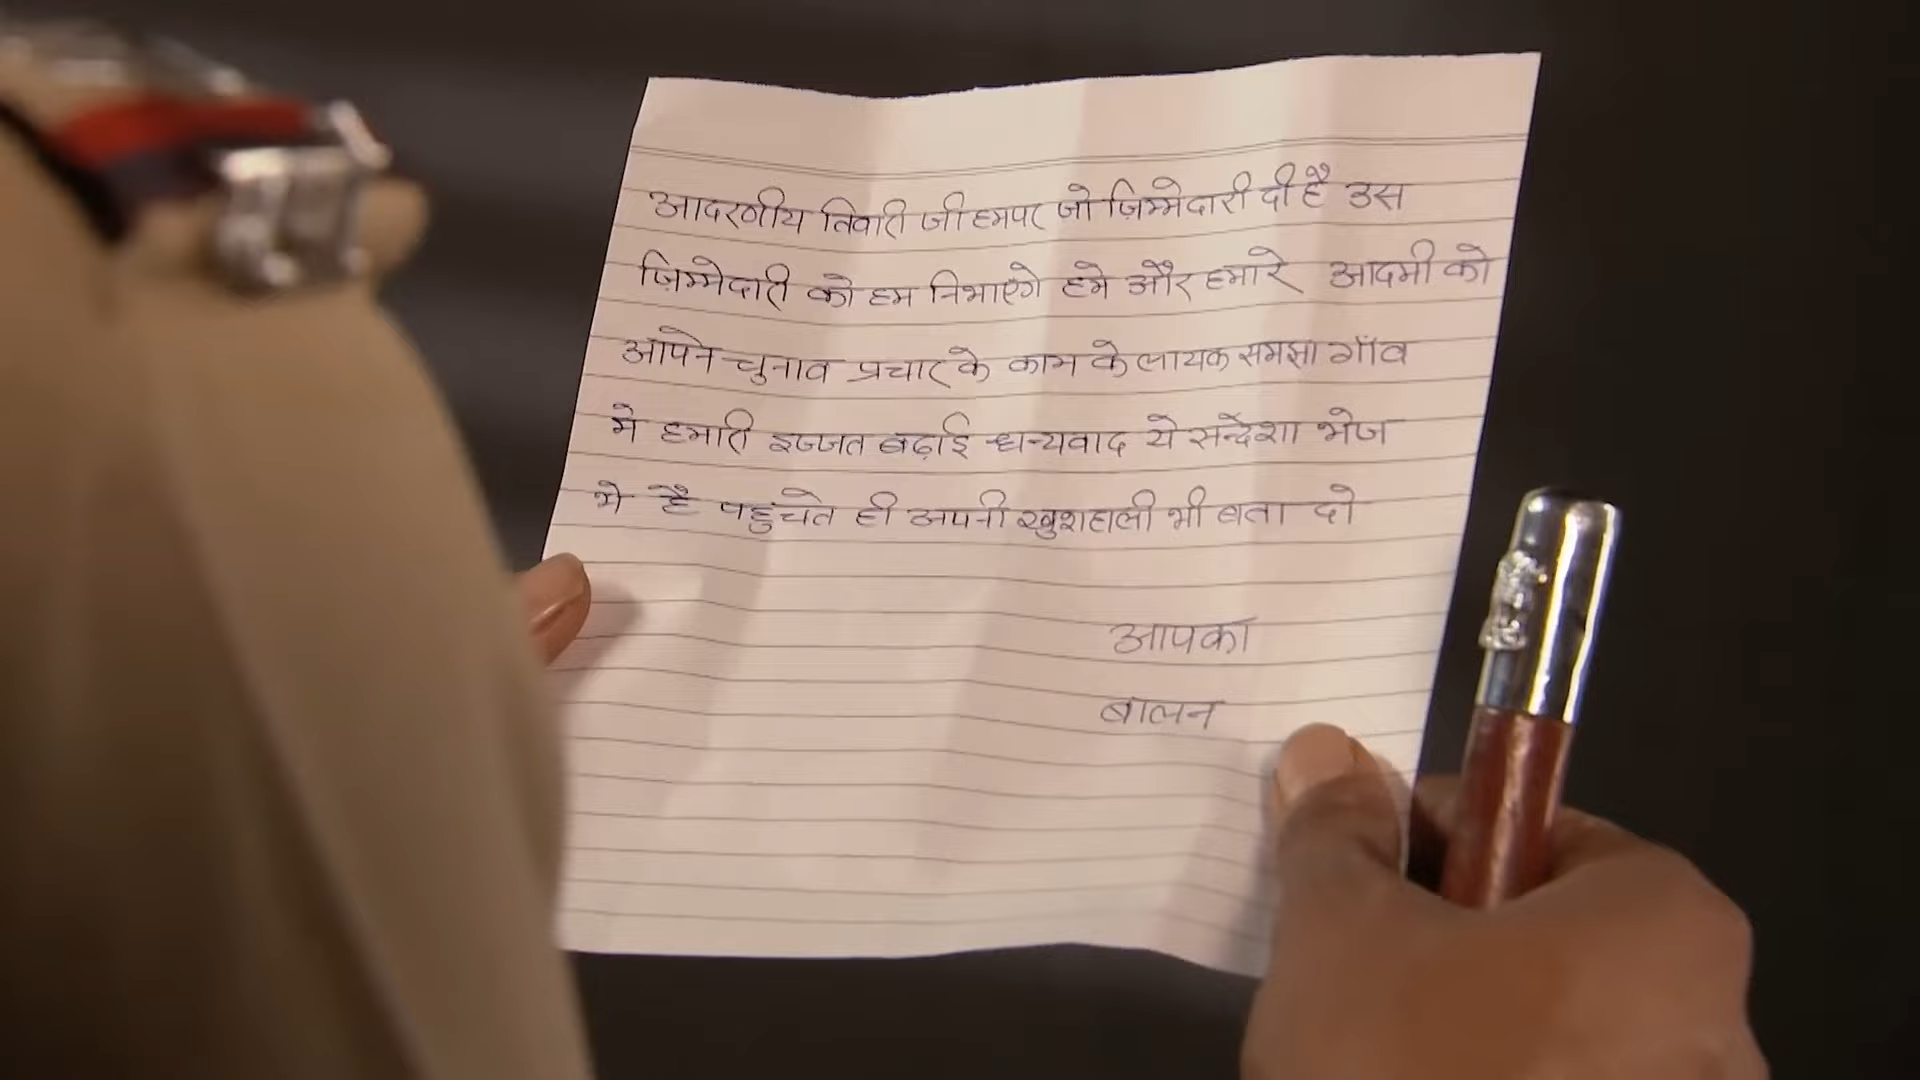 आदरणीय तिवारी जी हमपर जो ज़िम्मेदारी दी है उस
ज़िम्मेदारी को हम निभाएंगे हमे और हमारे आदमी को
आपने चुनाव प्रचार के काम के लायक समझा गाँव
मे हमारी इज्जत बढ़ाई धन्यवाद ये सन्देशा भेज
मे है पहुंचते ही अपनी खुशहाली भी बता दो
आपका
बालन